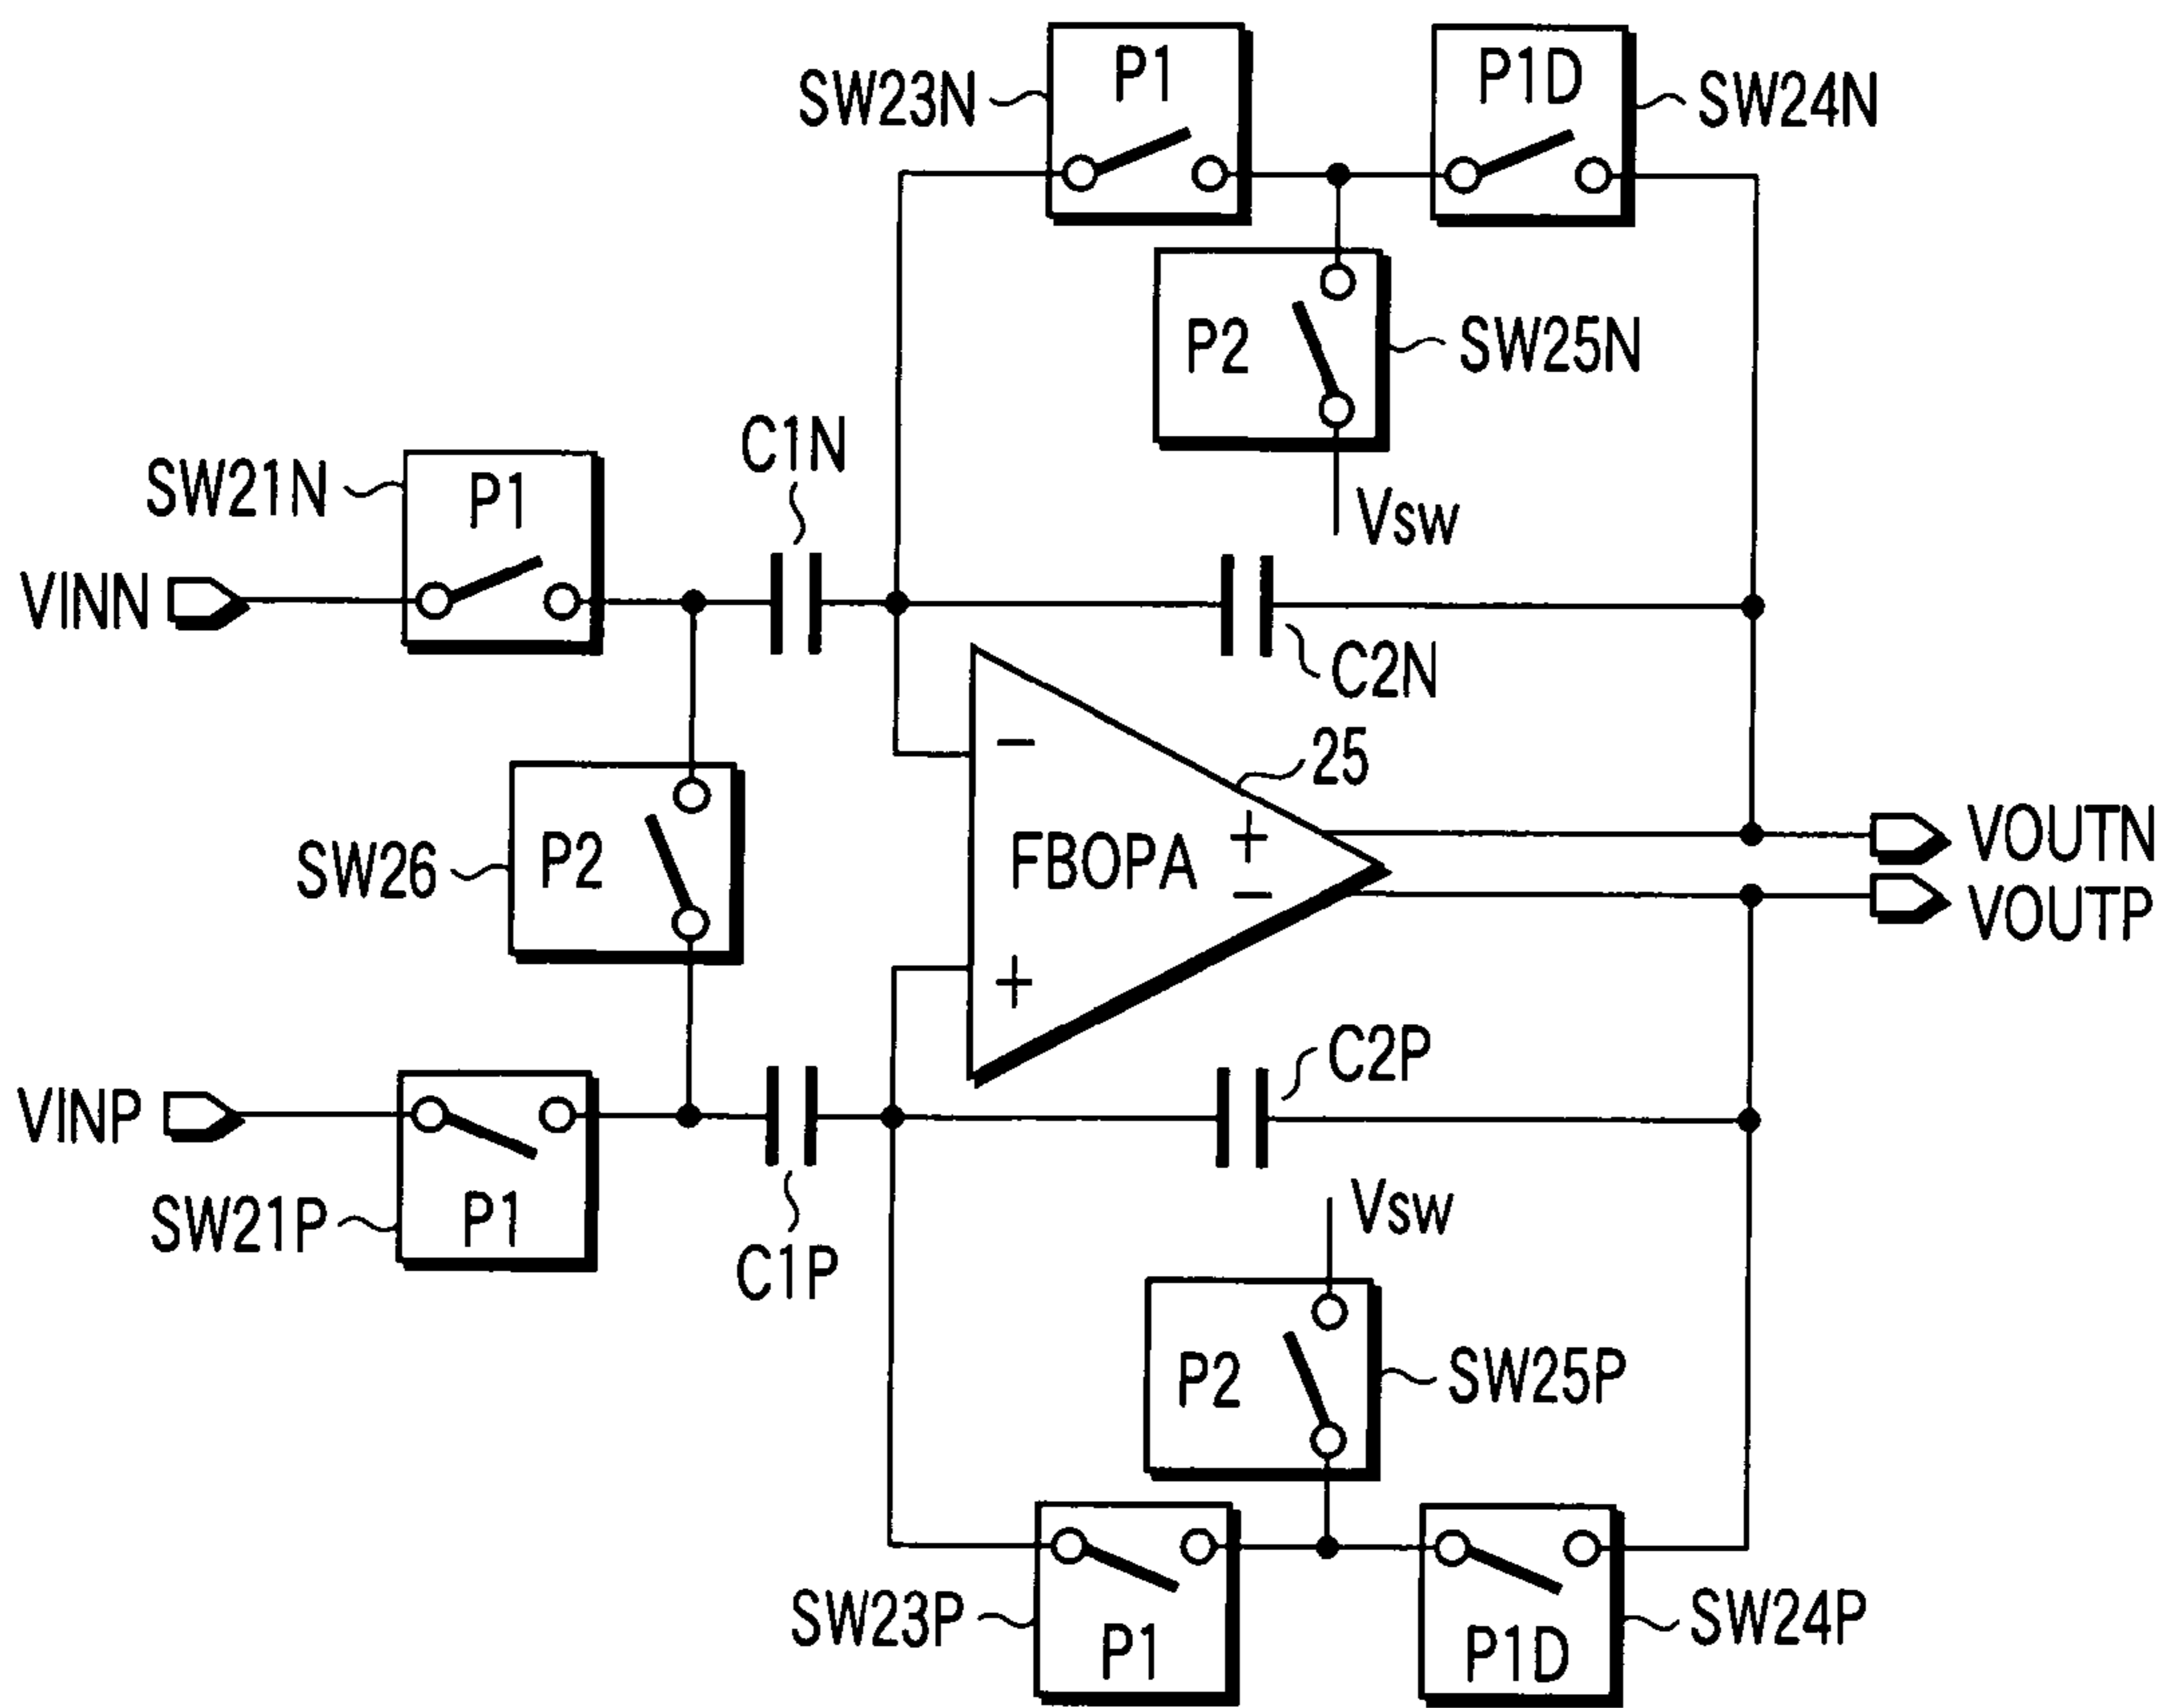 P1
P1D
SW23N
SW24N
P2
SW25N
C1N
SW21N
P1
Vsw
VINN
C2N
25
SW26
P2
−
FBOPA
+
−
+
VOUTN
VOUTP
C2P
VINP
SW21P
P1
C1P
Vsw
P2
SW25P
SW23P
P1
P1D
SW24P